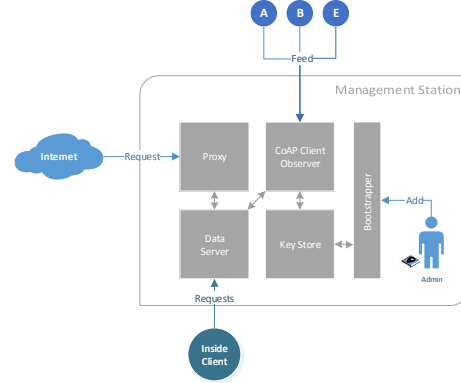 A B E
Feed
Management Station
Internet
Request
Proxy
CoAP Client
Observer
Bootstrapper
Add
Data
Server
Key Store
Admin
Requests
Inside
Client